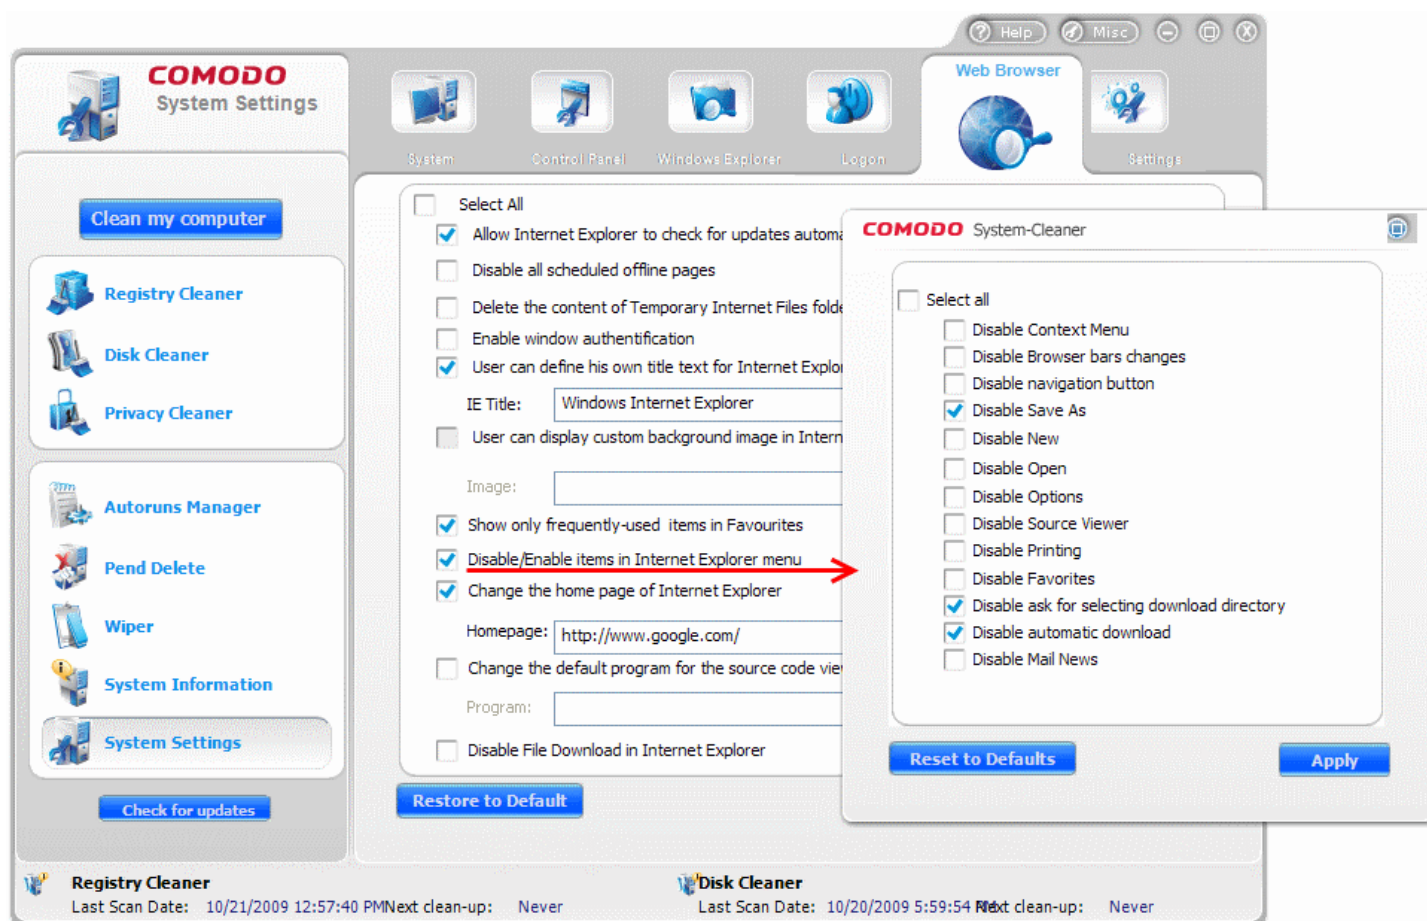 Help
Misc
COMODO
System Settings
System
Control Panel
Windows Explorer
Logon
Web Browser
Settings
Clean my computer
Registry Cleaner
Disk Cleaner
Privacy Cleaner
Autoruns Manager
Pend Delete
Wiper
System Information
System Settings
Check for updates
Select All
Allow Internet Explorer to check for updates automa
Disable all scheduled offline pages
Delete the content of Temporary Internet Files folde
Enable window authentification
User can define his own title text for Internet Explor
IE Title: Windows Internet Explorer
User can display custom background image in Intern
Image:
Show only frequently-used items in Favourites
Disable/Enable items in Internet Explorer menu
Change the home page of Internet Explorer
Homepage: http://www.google.com/
Change the default program for the source code vie
Program:
Disable File Download in Internet Explorer
Restore to Default
COMODO System-Cleaner
Select all
Disable Context Menu
Disable Browser bars changes
Disable navigation button
Disable Save As
Disable New
Disable Open
Disable Options
Disable Source Viewer
Disable Printing
Disable Favorites
Disable ask for selecting download directory
Disable automatic download
Disable Mail News
Reset to Defaults
Apply
Registry Cleaner
Last Scan Date: 10/21/2009 12:57:40 PM Next clean-up: Never
Disk Cleaner
Last Scan Date: 10/20/2009 5:59:54 PM Next clean-up: Never